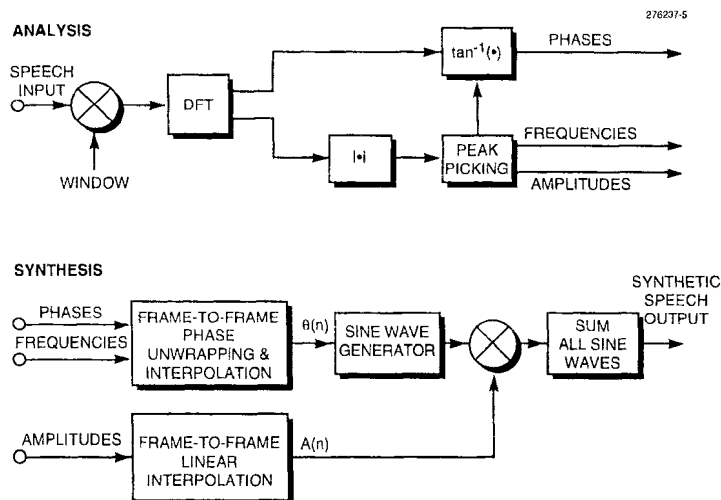 276237-5
ANALYSIS
SPEECH
INPUT
WINDOW
DFT
tan⁻¹(•)
PHASES
|•|
PEAK
PICKING
FREQUENCIES
AMPLITUDES
SYNTHESIS
PHASES
FREQUENCIES
FRAME-TO-FRAME
PHASE
UNWRAPPING &
INTERPOLATION
θ(n)
SINE WAVE
GENERATOR
SUM
ALL SINE
WAVES
SYNTHETIC
SPEECH
OUTPUT
AMPLITUDES
FRAME-TO-FRAME
LINEAR
INTERPOLATION
A(n)